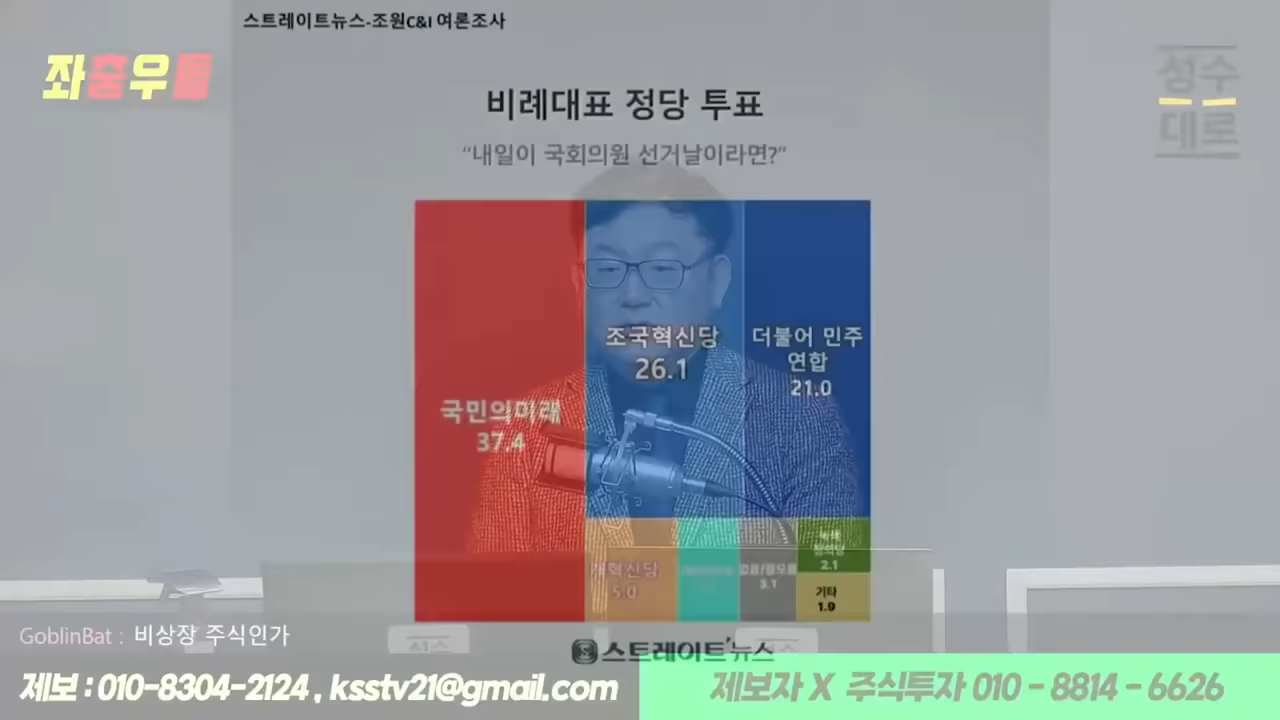 스트레이트뉴스-조원C&I 여론조사
좌충우돌
성수
대로
비례대표 정당 투표
“내일이 국회의원 선거날이라면?”
조국혁신당
26.1
더불어 민주
연합
21.0
국민의미래
37.4
개혁신당
5.0
3.1
녹색
정의당
2.1
기타
1.9
GoblinBat : 비상장 주식인가
스트레이트뉴스
제보 : 010-8304-2124 , ksstv21@gmail.com
제보자 X 주식투자 010 - 8814 - 6626